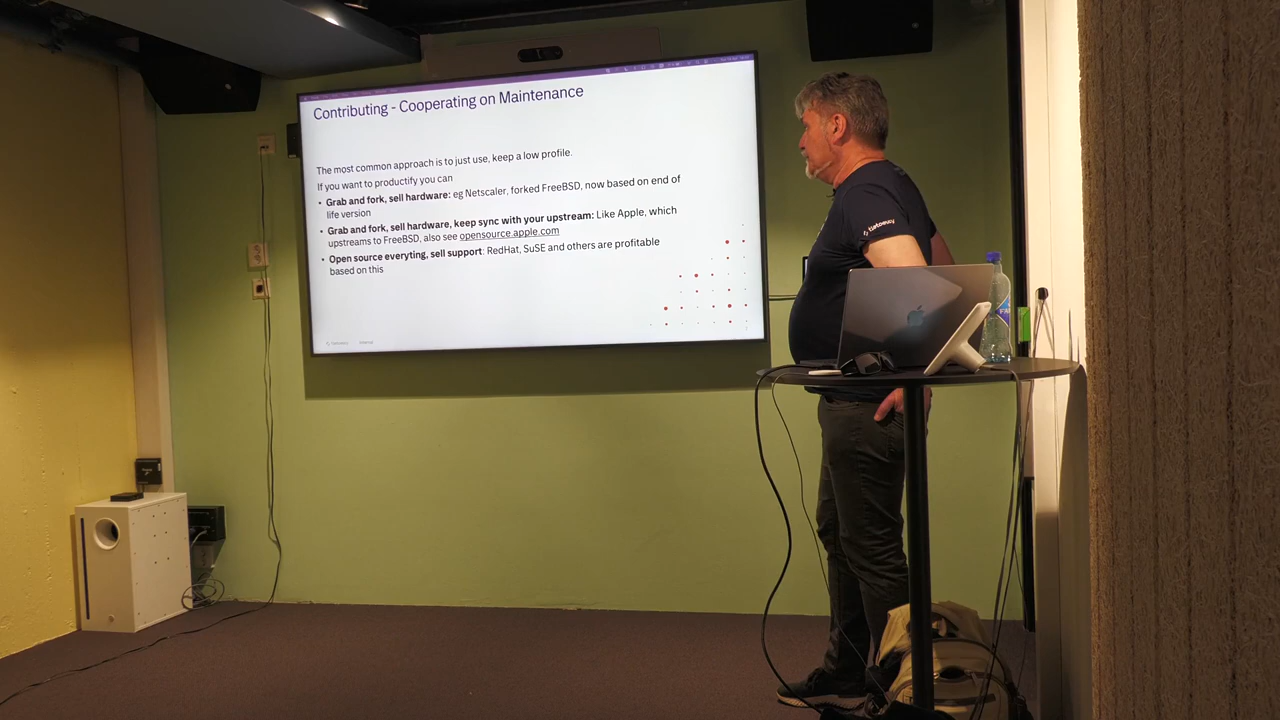 Contributing - Cooperating on Maintenance
The most common approach is to just use, keep a low profile.
If you want to productify you can
• Grab and fork, sell hardware: eg Netscaler, forked FreeBSD, now based on end of
life version
• Grab and fork, sell hardware, keep sync with your upstream: Like Apple, which
upstreams to FreeBSD, also see opensource.apple.com
• Open source everyting, sell support: RedHat, SuSE and others are profitable
based on this
tietoevry
Internal
tietoevry